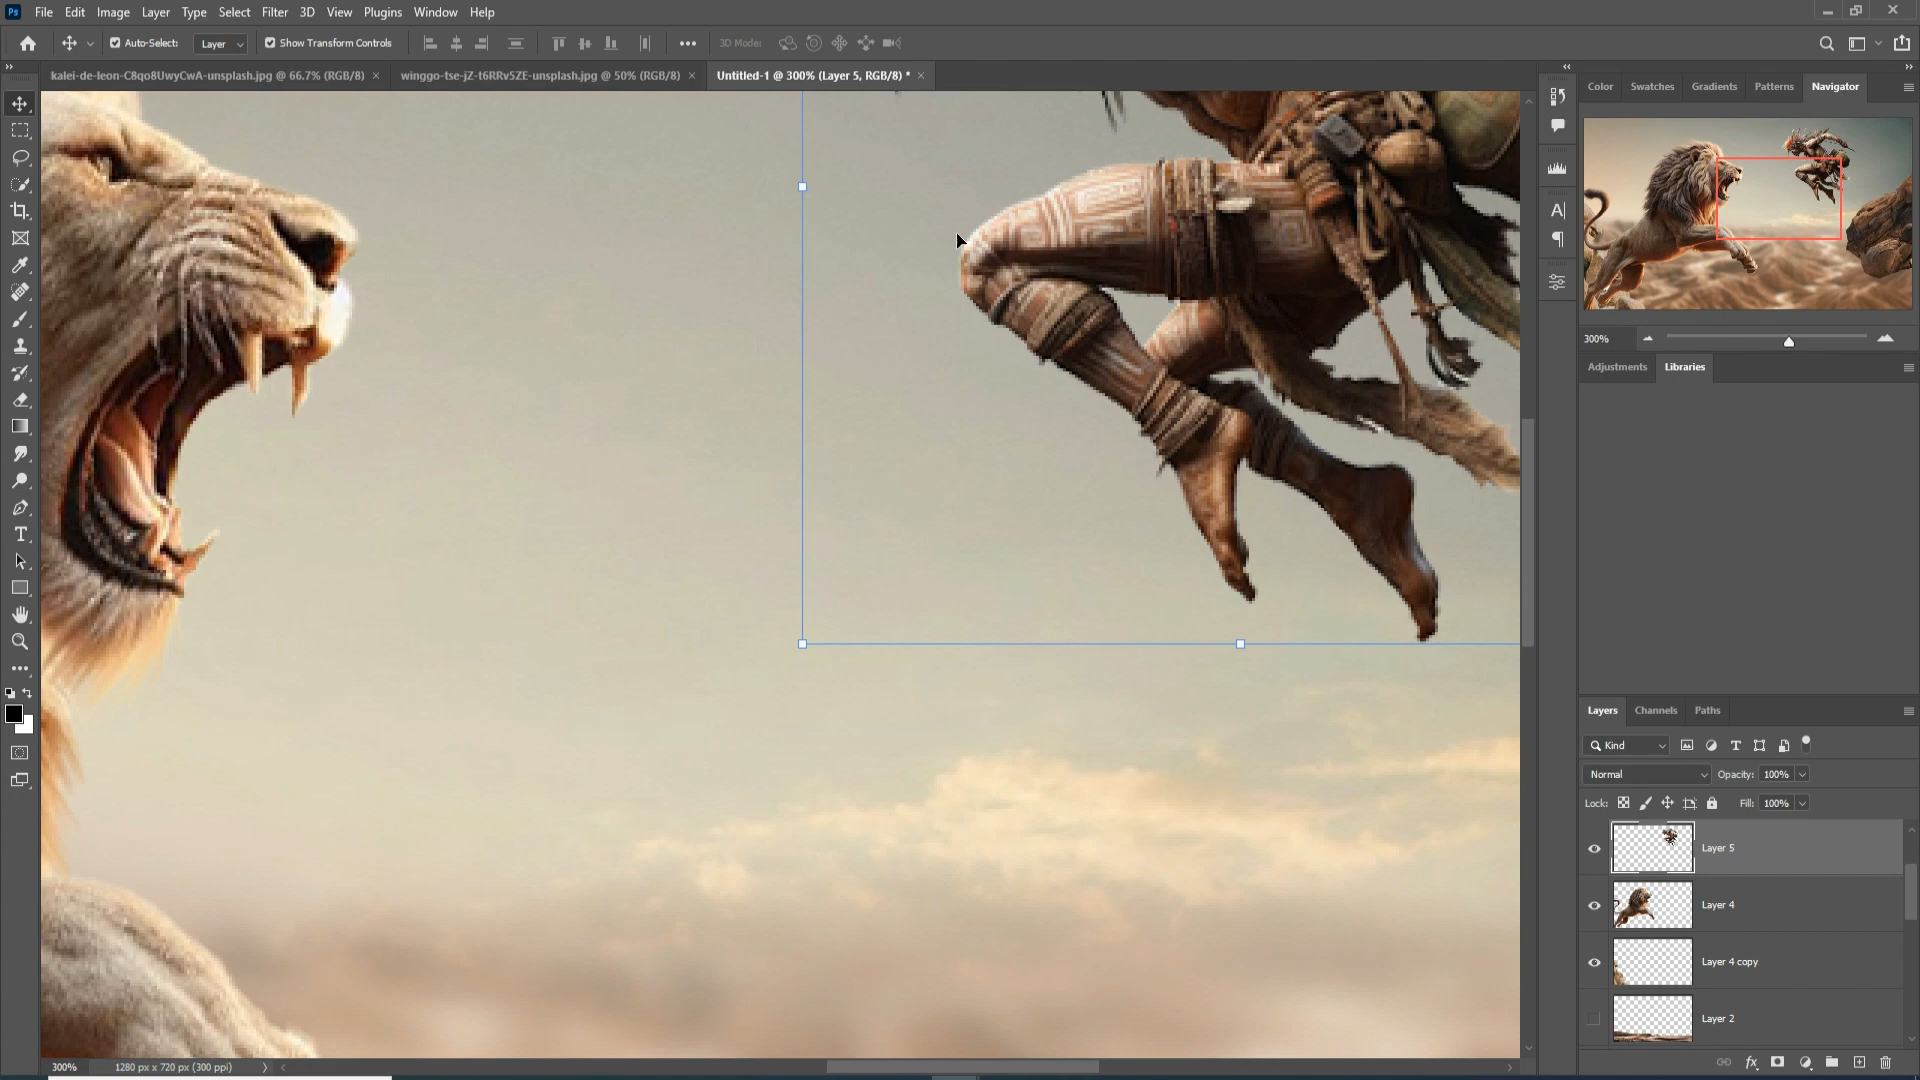 Ps File Edit Image Layer Type Select Filter 3D View Plugins Window Help
Auto-Select: Layer Show Transform Controls 3D Mode:
kalei-de-leon-C8qo8UwyCwA-unsplash.jpg @ 66.7% (RGB/8) × winggo-tse-jZ-t6RRv5ZE-unsplash.jpg @ 50% (RGB/8) × Untitled-1 @ 300% (Layer 5, RGB/8) * ×
Color Swatches Gradients Patterns Navigator
300%
Adjustments Libraries
Layers Channels Paths
Kind
Normal Opacity: 100%
Lock: Fill: 100%
Layer 5
Layer 4
Layer 4 copy
Layer 2
300% 1280 px x 720 px (300 ppi)